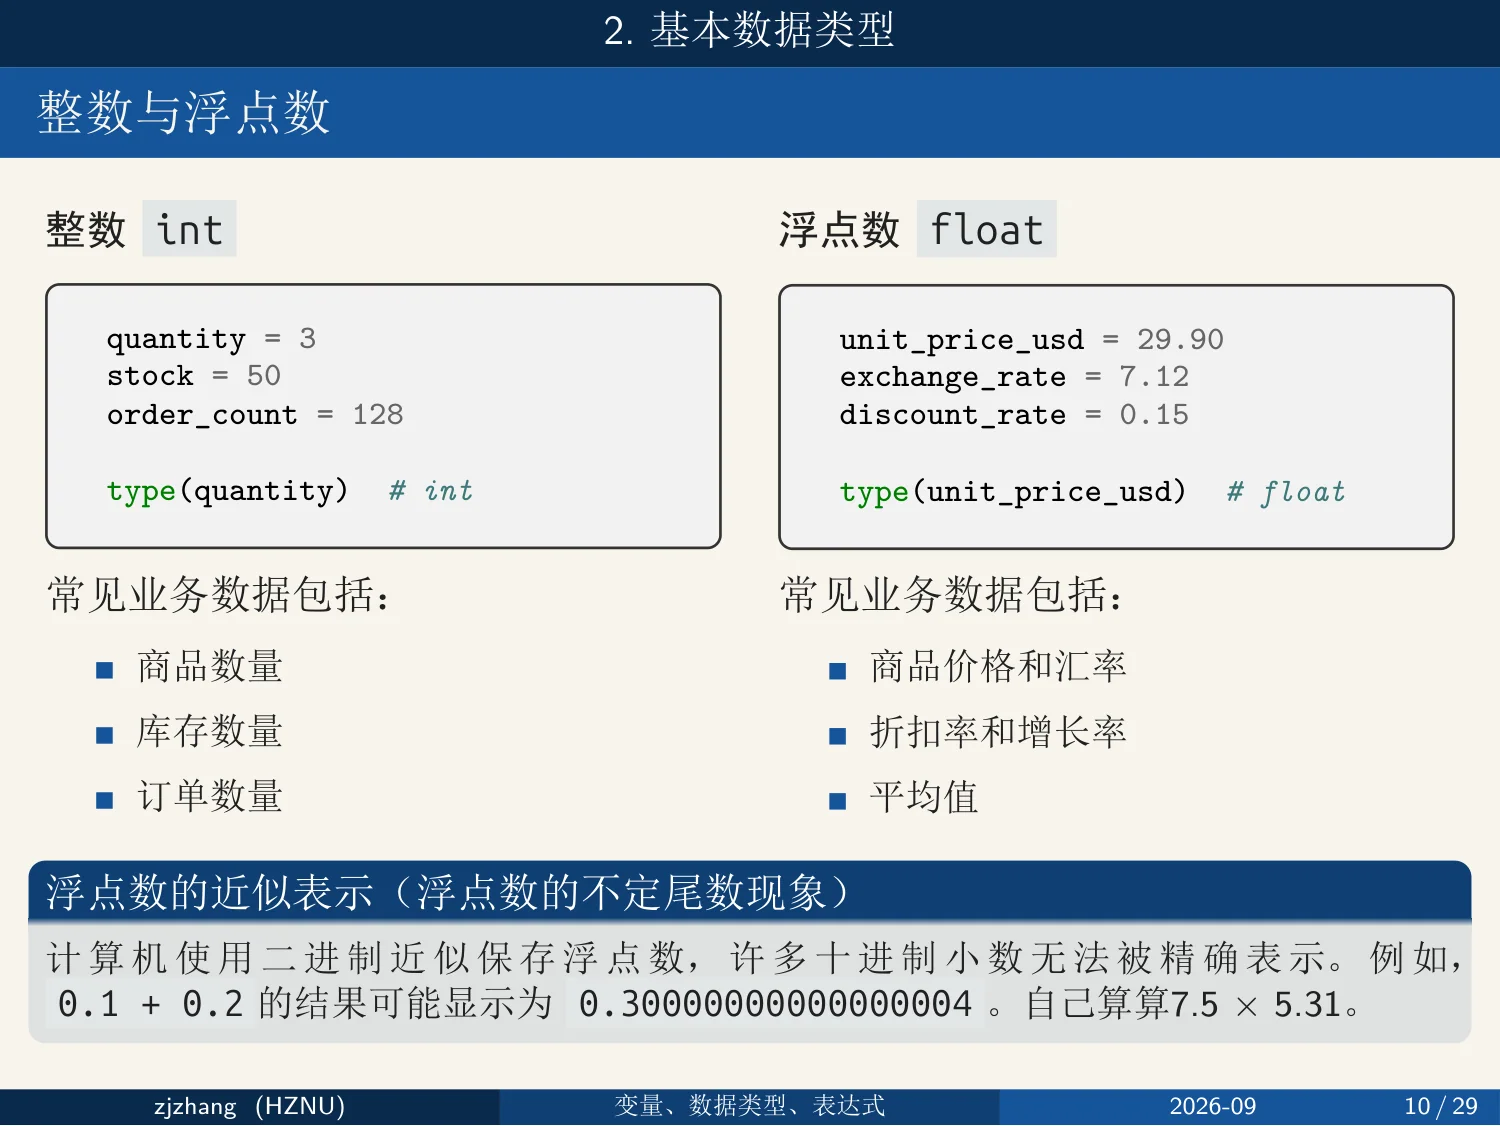 2. 基本数据类型
整数与浮点数
整数 int
quantity = 3
stock = 50
order_count = 128
type(quantity)  # int
常见业务数据包括：
商品数量
库存数量
订单数量
浮点数 float
unit_price_usd = 29.90
exchange_rate = 7.12
discount_rate = 0.15
type(unit_price_usd)  # float
常见业务数据包括：
商品价格和汇率
折扣率和增长率
平均值
浮点数的近似表示（浮点数的不定尾数现象）
计算机使用二进制近似保存浮点数，许多十进制小数无法被精确表示。例如，
0.1 + 0.2 的结果可能显示为 0.30000000000000004 。自己算算7.5 × 5.31。
zjzhang (HZNU)
变量、数据类型、表达式
2026-09
10 / 29